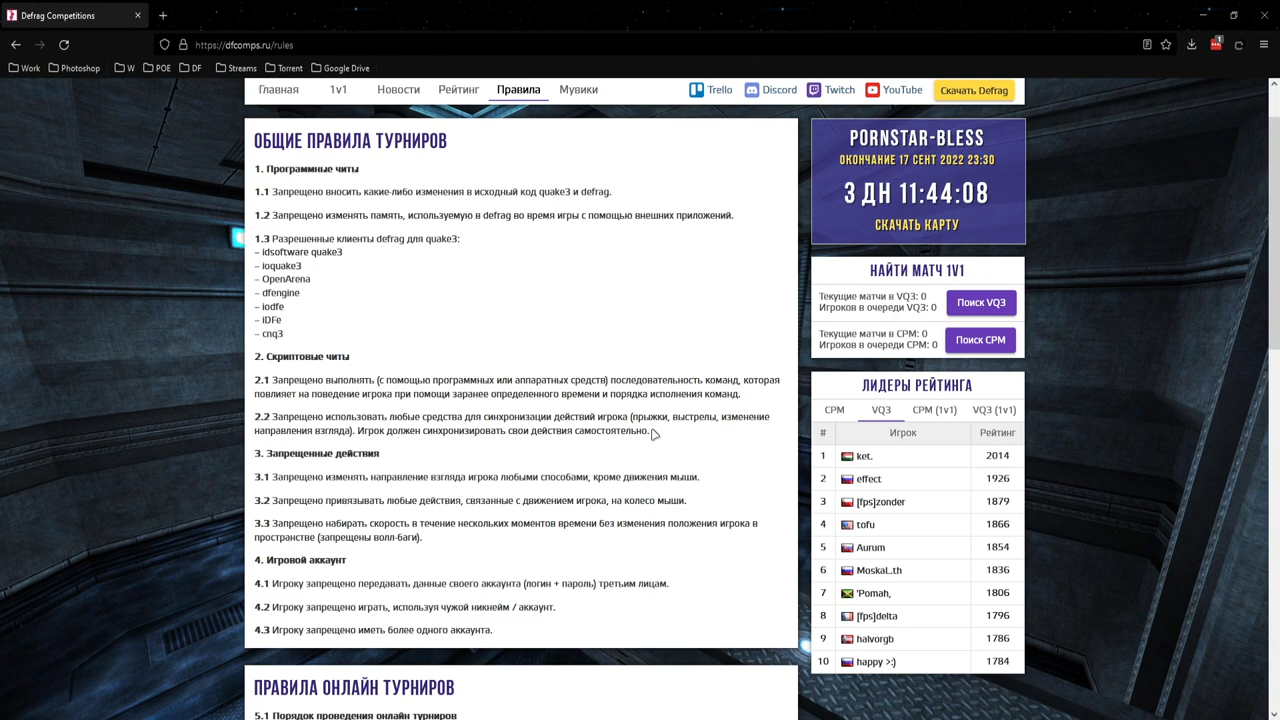 Defrag Competitions
https://dfcomps.ru/rules
1
Work
Photoshop
W
POE
DF
Streams
Torrent
Google Drive
Главная
1v1
Новости
Рейтинг
Правила
Мувики
Trello
Discord
Twitch
YouTube
Скачать Defrag
ОБЩИЕ ПРАВИЛА ТУРНИРОВ
1. Программные читы
1.1 Запрещено вносить какие-либо изменения в исходный код quake3 и defrag.
1.2 Запрещено изменять память, используемую в defrag во время игры с помощью внешних приложений.
1.3 Разрешенные клиенты defrag для quake3:
– idsoftware quake3
– ioquake3
– OpenArena
– dfengine
– iodfe
– iDFe
– cnq3
2. Скриптовые читы
2.1 Запрещено выполнять (с помощью программных или аппаратных средств) последовательность команд, которая
повлияет на поведение игрока при помощи заранее определенного времени и порядка исполнения команд.
2.2 Запрещено использовать любые средства для синхронизации действий игрока (прыжки, выстрелы, изменение
направления взгляда). Игрок должен синхронизировать свои действия самостоятельно.
3. Запрещенные действия
3.1 Запрещено изменять направление взгляда игрока любыми способами, кроме движения мыши.
3.2 Запрещено привязывать любые действия, связанные с движением игрока, на колесо мыши.
3.3 Запрещено набирать скорость в течение нескольких моментов времени без изменения положения игрока в
пространстве (запрещены волл-баги).
4. Игровой аккаунт
4.1 Игроку запрещено передавать данные своего аккаунта (логин + пароль) третьим лицам.
4.2 Игроку запрещено играть, используя чужой никнейм / аккаунт.
4.3 Игроку запрещено иметь более одного аккаунта.
ПРАВИЛА ОНЛАЙН ТУРНИРОВ
5.1 Порядок проведения онлайн турниров
PORNSTAR-BLESS
ОКОНЧАНИЕ 17 СЕНТ 2022 23:30
3 ДН 11:44:08
СКАЧАТЬ КАРТУ
НАЙТИ МАТЧ 1V1
Текущие матчи в VQ3: 0
Игроков в очереди VQ3: 0
Поиск VQ3
Текущие матчи в CPM: 0
Игроков в очереди CPM: 0
Поиск CPM
ЛИДЕРЫ РЕЙТИНГА
CPM VQ3 CPM (1v1) VQ3 (1v1)
# Игрок Рейтинг
1 ket. 2014
2 effect 1926
3 [fps]zonder 1879
4 tofu 1866
5 Aurum 1854
6 Moskal..th 1836
7 'Pomah, 1806
8 [fps]delta 1796
9 halvorgb 1786
10 happy >:) 1784